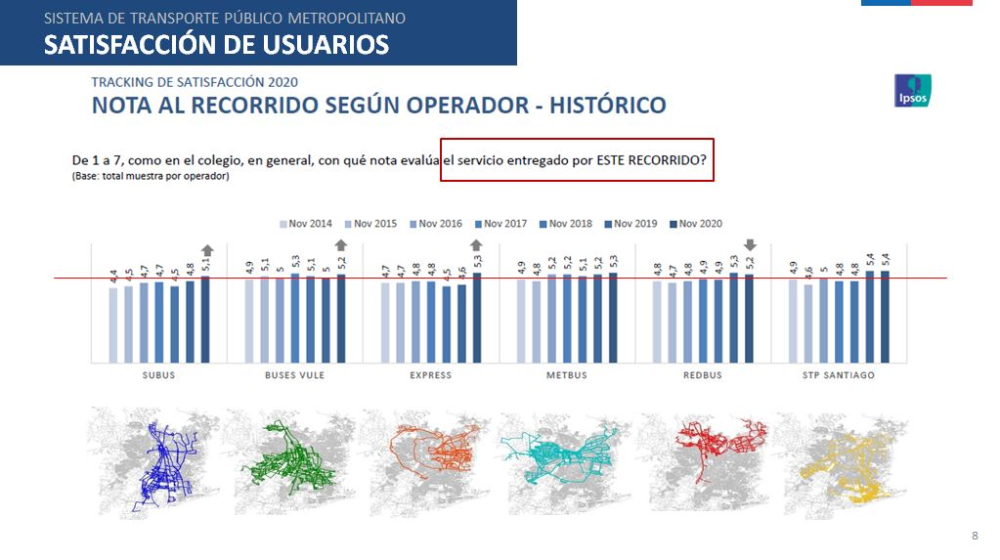 SISTEMA DE TRANSPORTE PÚBLICO METROPOLITANO
SATISFACCIÓN DE USUARIOS
TRACKING DE SATISFACCIÓN 2020
NOTA AL RECORRIDO SEGÚN OPERADOR - HISTÓRICO
Ipsos
De 1 a 7, como en el colegio, en general, con qué nota evalúa el servicio entregado por ESTE RECORRIDO?
(Base: total muestra por operador)
Nov 2014 Nov 2015 Nov 2016 Nov 2017 Nov 2018 Nov 2019 Nov 2020
4,4 4,5 4,7 4,7 4,5 4,8 5,1 4,9 5,1 5 5,3 5,1 5 5,2 4,7 4,7 4,8 4,8 4,5 4,6 5,3 4,9 4,8 5,2 5,2 5,1 5,2 5,3 4,8 4,7 4,8 4,9 4,9 5,3 5,2 4,9 4,6 5 4,8 4,8 5,4 5,4
SUBUS BUSES VULE EXPRESS METBUS REDBUS STP SANTIAGO
8